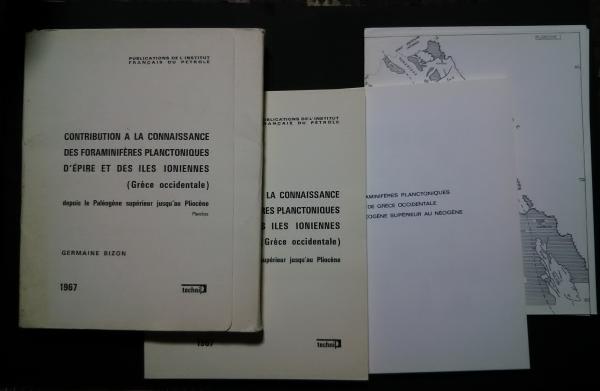 PUBLICATIONS DE L'INSTITUT
FRANÇAIS DU PÉTROLE
CONTRIBUTION A LA CONNAISSANCE
DES FORAMINIFÈRES PLANCTONIQUES
D'ÉPIRE ET DES ILES IONIENNES
(Grèce occidentale)
depuis le Paléogène supérieur jusqu'au Pliocène
Planches
GERMAINE BIZON
1967
technip
PUBLICATIONS DE L'INSTITUT
FRANÇAIS DU PÉTROLE
LA CONNAISSANCE
FÈRES PLANCTONIQUES
ILES IONIENNES
Grèce occidentale)
supérieur jusqu'au Pliocène
1967
technip
AMINIFÈRES PLANCTONIQUES
DE GRÈCE OCCIDENTALE
ÉOGÈNE SUPÉRIEUR AU NÉOGÈNE